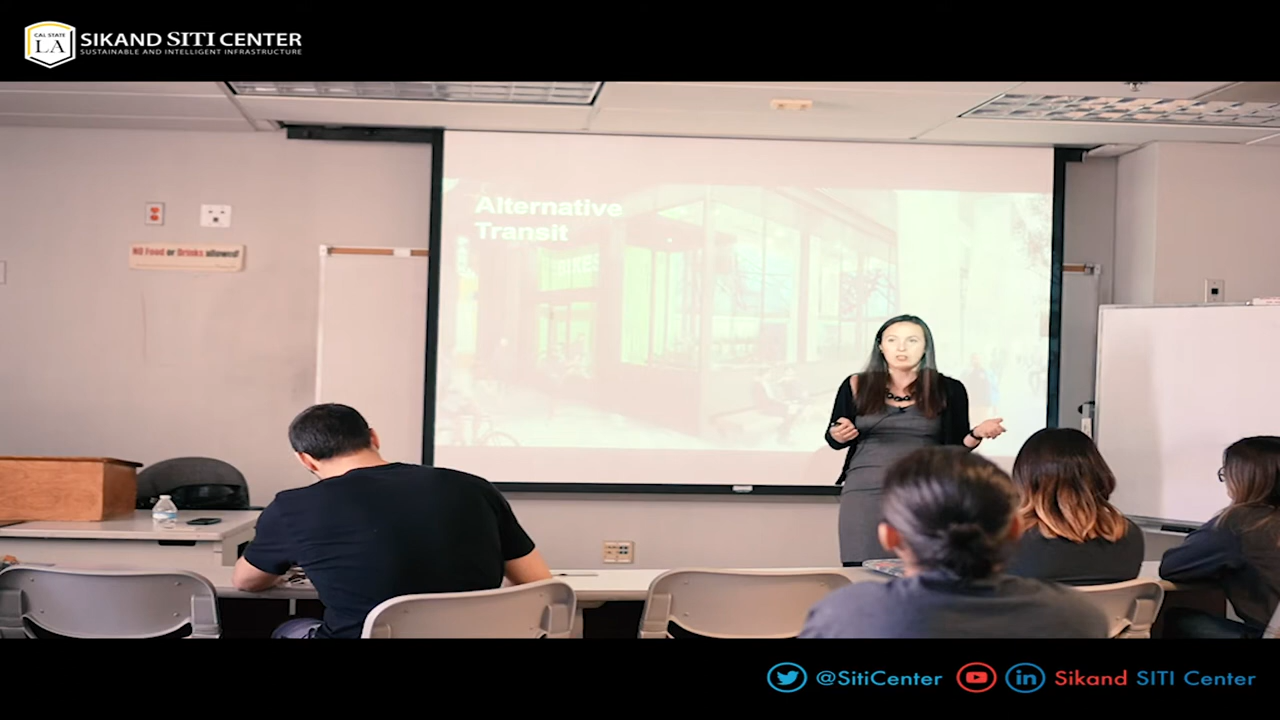 CAL STATE
LA
SIKAND SITI CENTER
SUSTAINABLE AND INTELLIGENT INFRASTRUCTURE
Alternative
Transit
NO Food or Drinks allowed!
@SitiCenter
Sikand SITI Center